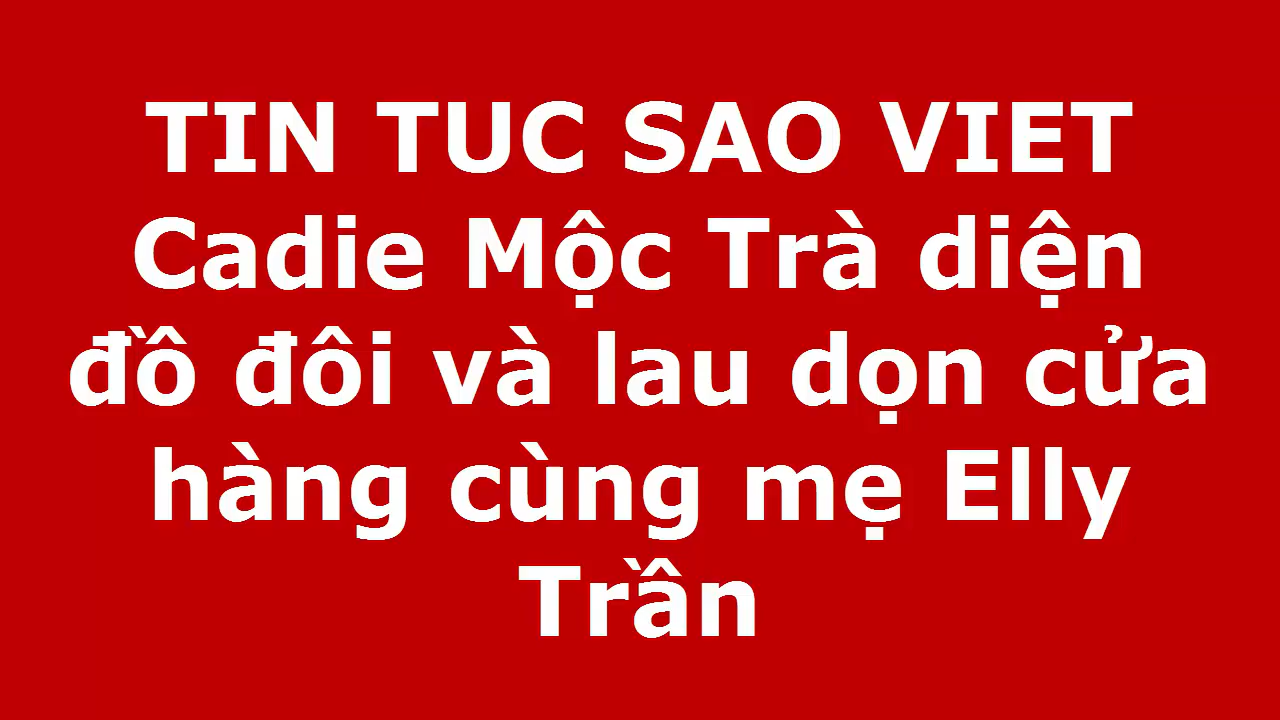 TIN TUC SAO VIET
Cadie Mộc Trà diện
đồ đôi và lau dọn cửa
hàng cùng mẹ Elly
Trần